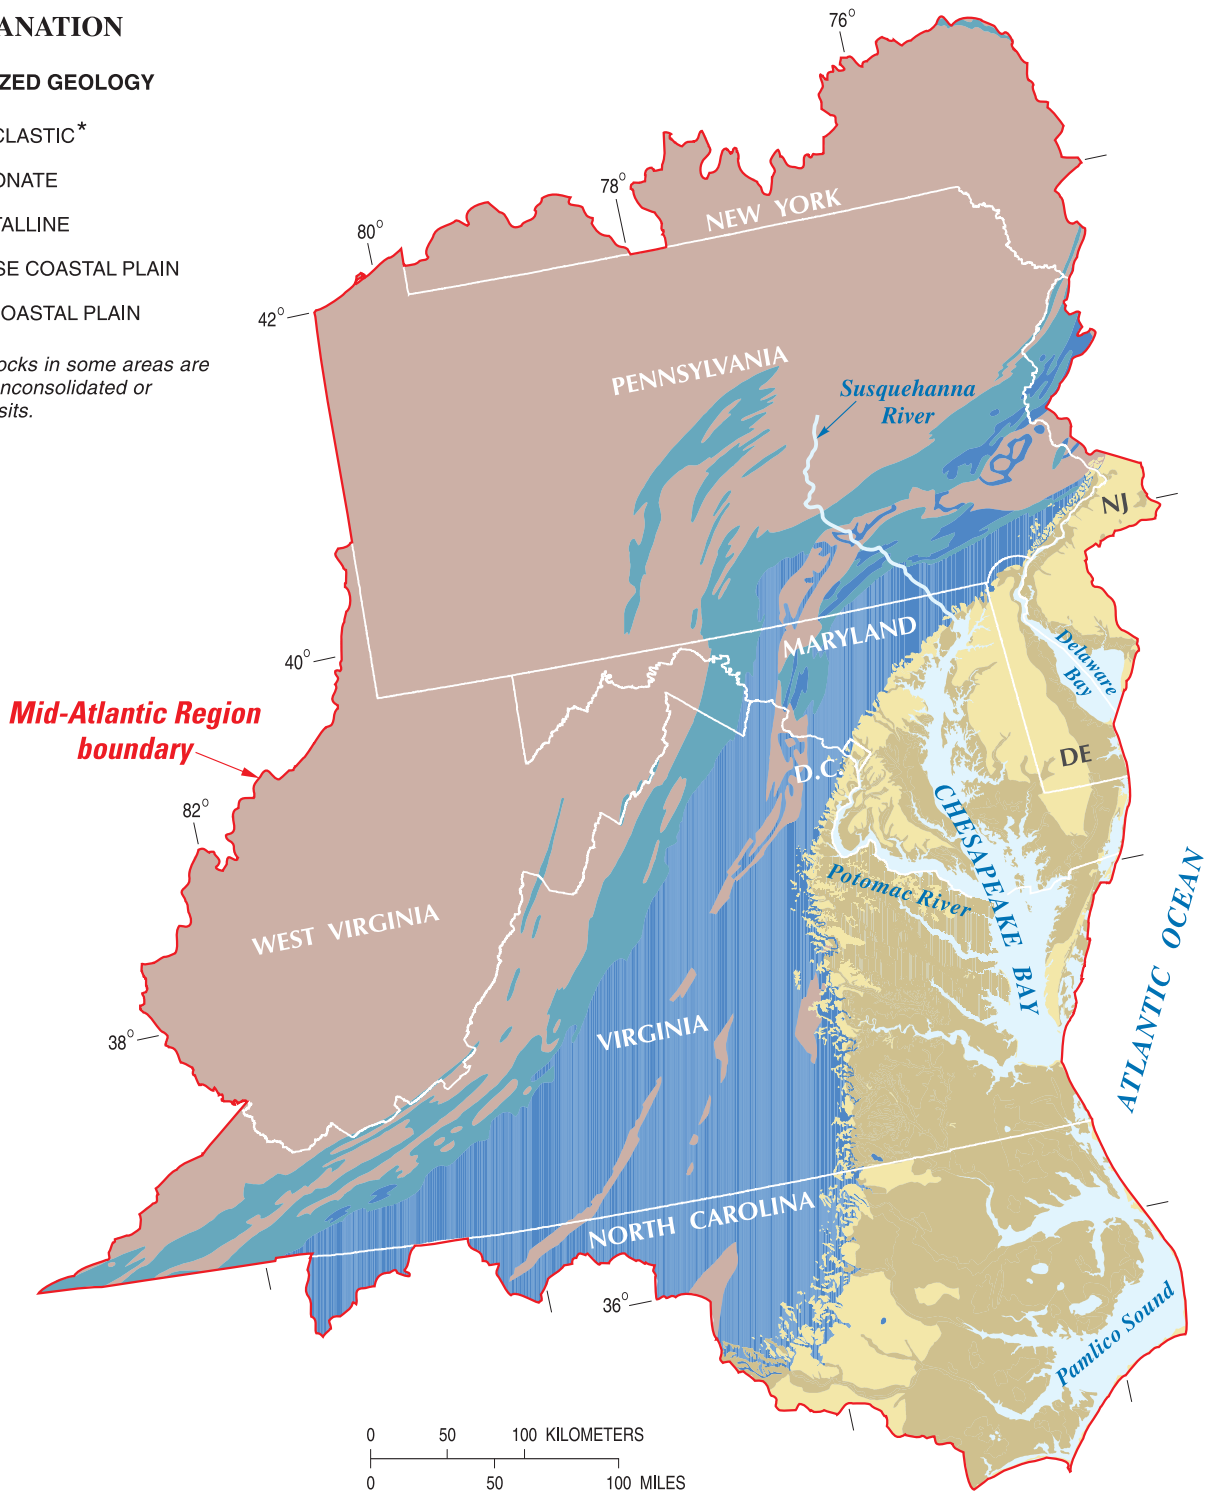 ANATION
ZED GEOLOGY
CLASTIC*
ONATE
TALLINE
SE COASTAL PLAIN
OASTAL PLAIN
ocks in some areas are
nconsolidated or
sits.
76°
78°
80°
42°
NEW YORK
PENNSYLVANIA
Susquehanna
River
NJ
40°
MARYLAND
Delaware
Bay
Mid-Atlantic Region
boundary
D.C.
DE
82°
CHESAPEAKE BAY
Potomac River
WEST VIRGINIA
ATLANTIC OCEAN
38°
VIRGINIA
NORTH CAROLINA
36°
Pamlico Sound
0 50 100 KILOMETERS
0 50 100 MILES